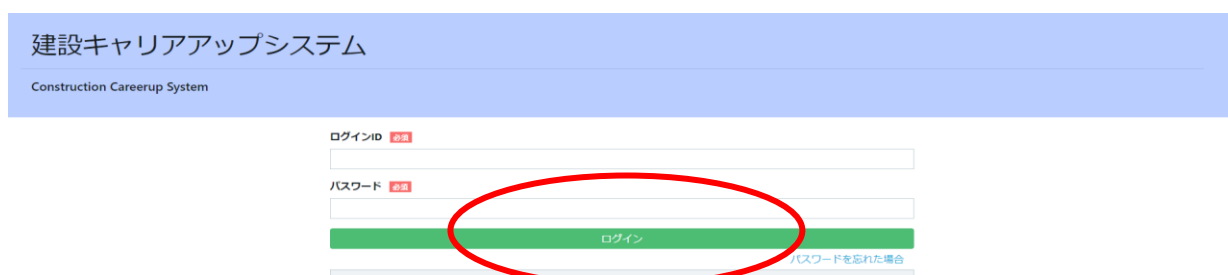 建設キャリアアップシステム
Construction Careerup System
ログインID 必須
パスワード 必須
ログイン
パスワードを忘れた場合